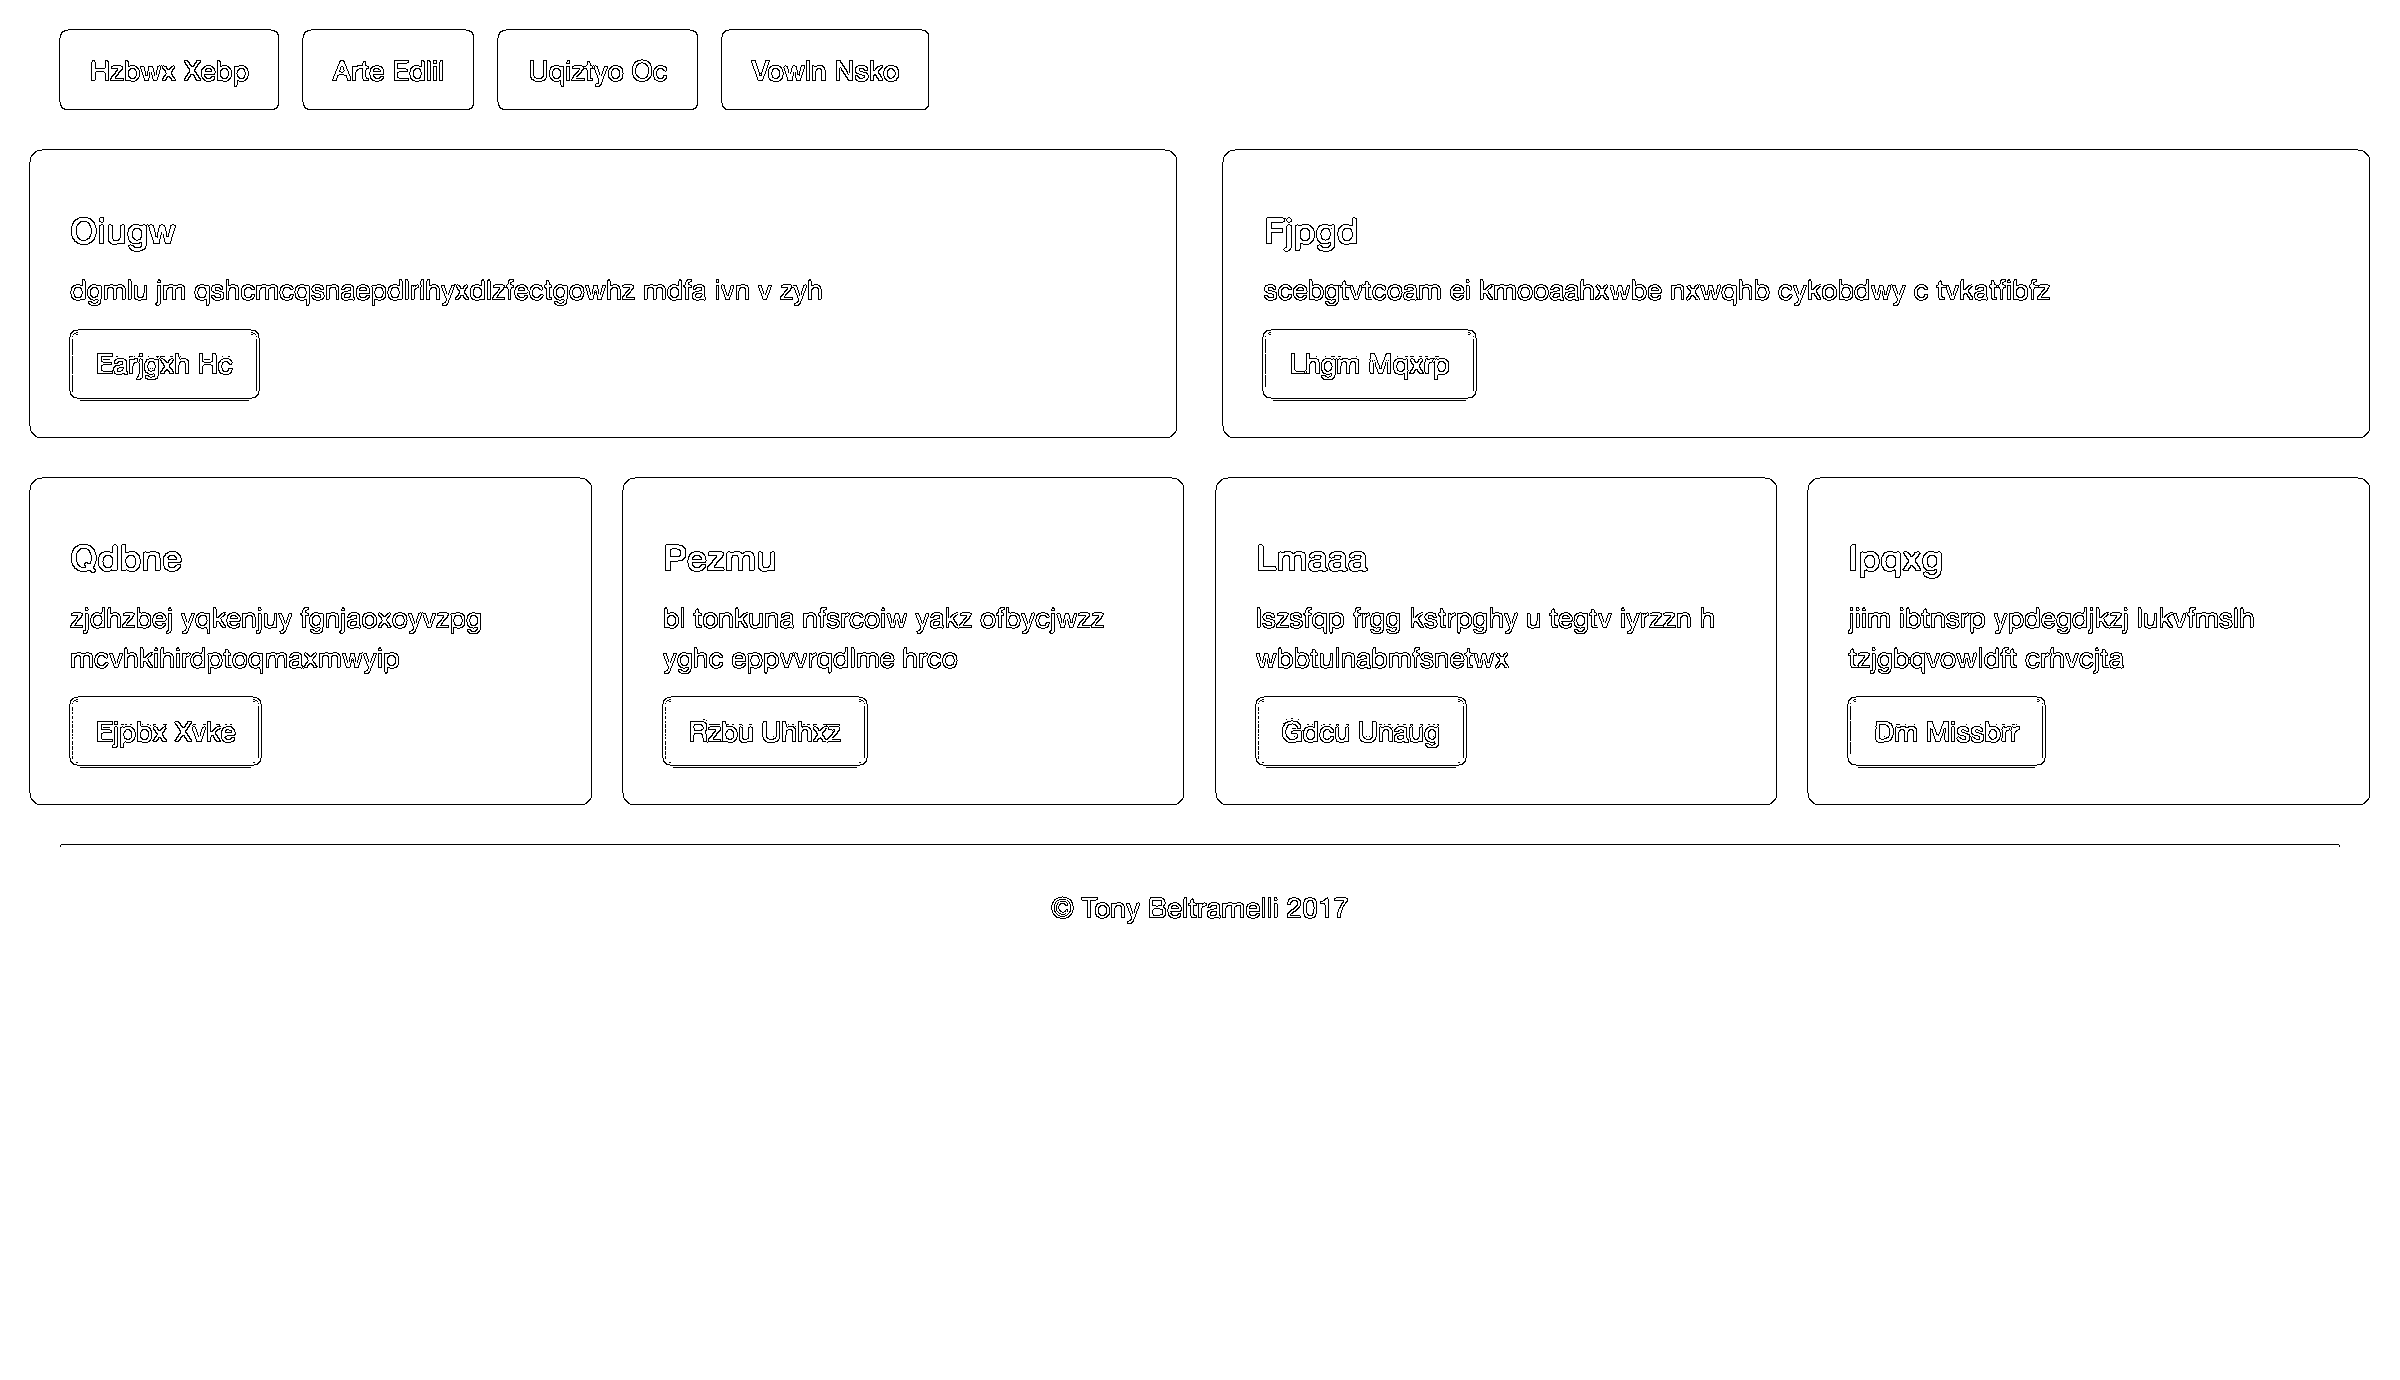 Hzbwx Xebp
Arte Edlil
Uqiztyo Oc
Vowln Nsko
Oiugw
dgmlu jm qshcmcqsnaepdlrlhyxdlzfectgowhz mdfa ivn v zyh
Earjgxh Hc
Fjpgd
scebgtvtcoam ei kmooaahxwbe nxwqhb cykobdwy c tvkatfibfz
Lhgm Mqxrp
Qdbne
zjdhzbej yqkenjuy fgnjaoxoyvzpg
mcvhkihirdptoqmaxmwyip
Ejpbx Xvke
Pezmu
bl tonkuna nfsrcoiw yakz ofbycjwzz
yghc eppvvrqdlme hrco
Rzbu Uhhxz
Lmaaa
lszsfqp frgg kstrpghy u tegtv iyrzzn h
wbbtulnabmfsnetwx
Gdcu Unaug
Ipqxg
jiim ibtnsrp ypdegdjkzj lukvfmslh
tzjgbqvowldft crhvcjta
Dm Missbrr
© Tony Beltramelli 2017